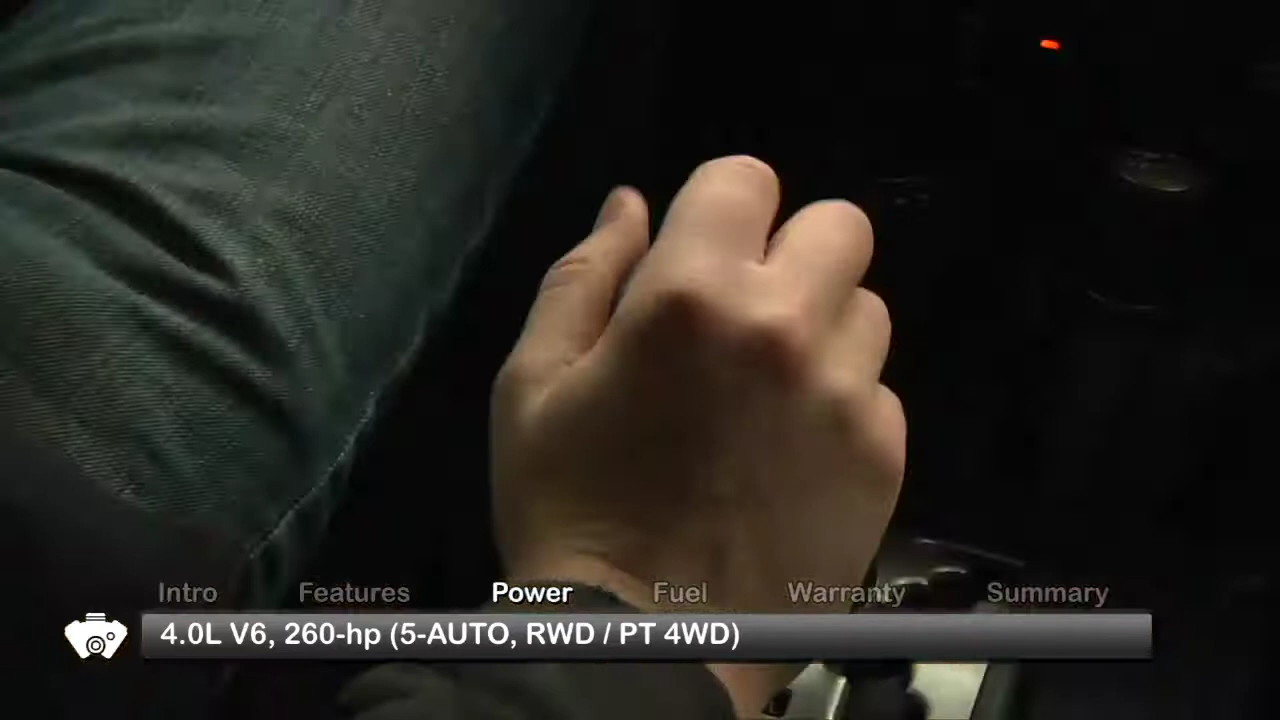 Intro Features Power Fuel Warranty Summary
4.0L V6, 260-hp (5-AUTO, RWD / PT 4WD)